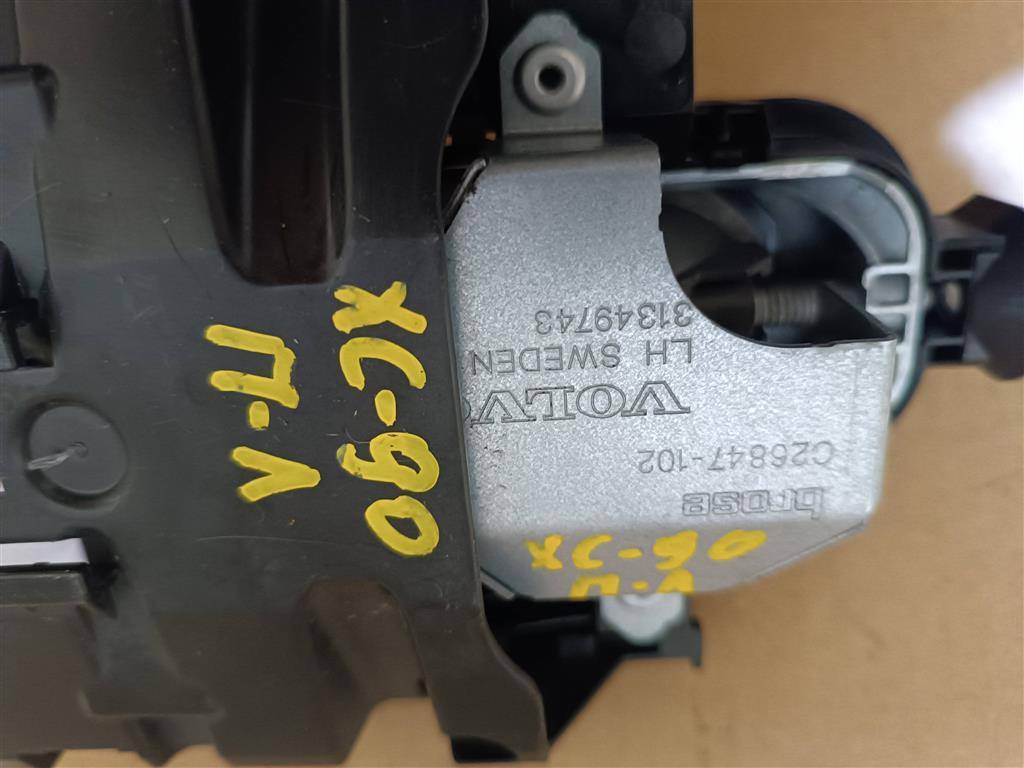 brose
C26847-102
VOLVO
LH SWEDEN
31349743
XC-90
XC-90